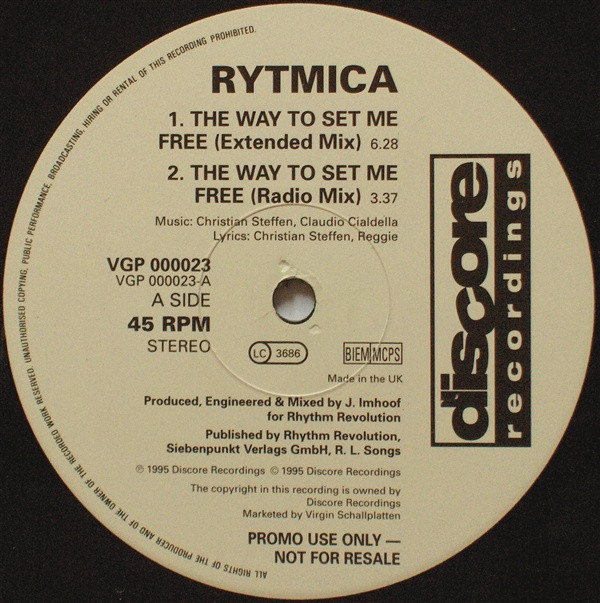 RYTMICA
1. THE WAY TO SET ME
FREE (Extended Mix) 6.28
2. THE WAY TO SET ME
FREE (Radio Mix) 3.37
Music: Christian Steffen, Claudio Cialdella
Lyrics: Christian Steffen, Reggie
VGP 000023
VGP 000023-A
A SIDE
45 RPM
STEREO
LC 3686
BIEM/MCPS
Made in the UK
Produced, Engineered & Mixed by J. Imhoof
for Rhythm Revolution
Published by Rhythm Revolution,
Siebenpunkt Verlags GmbH, R. L. Songs
℗ 1995 Discore Recordings © 1995 Discore Recordings
The copyright in this recording is owned by
Discore Recordings
Marketed by Virgin Schallplatten
PROMO USE ONLY —
NOT FOR RESALE
discore
recordings
ALL RIGHTS OF THE PRODUCER AND OF THE OWNER OF THE RECORDED WORK RESERVED. UNAUTHORISED COPYING, PUBLIC PERFORMANCE, BROADCASTING, HIRING OR RENTAL OF THIS RECORDING PROHIBITED.